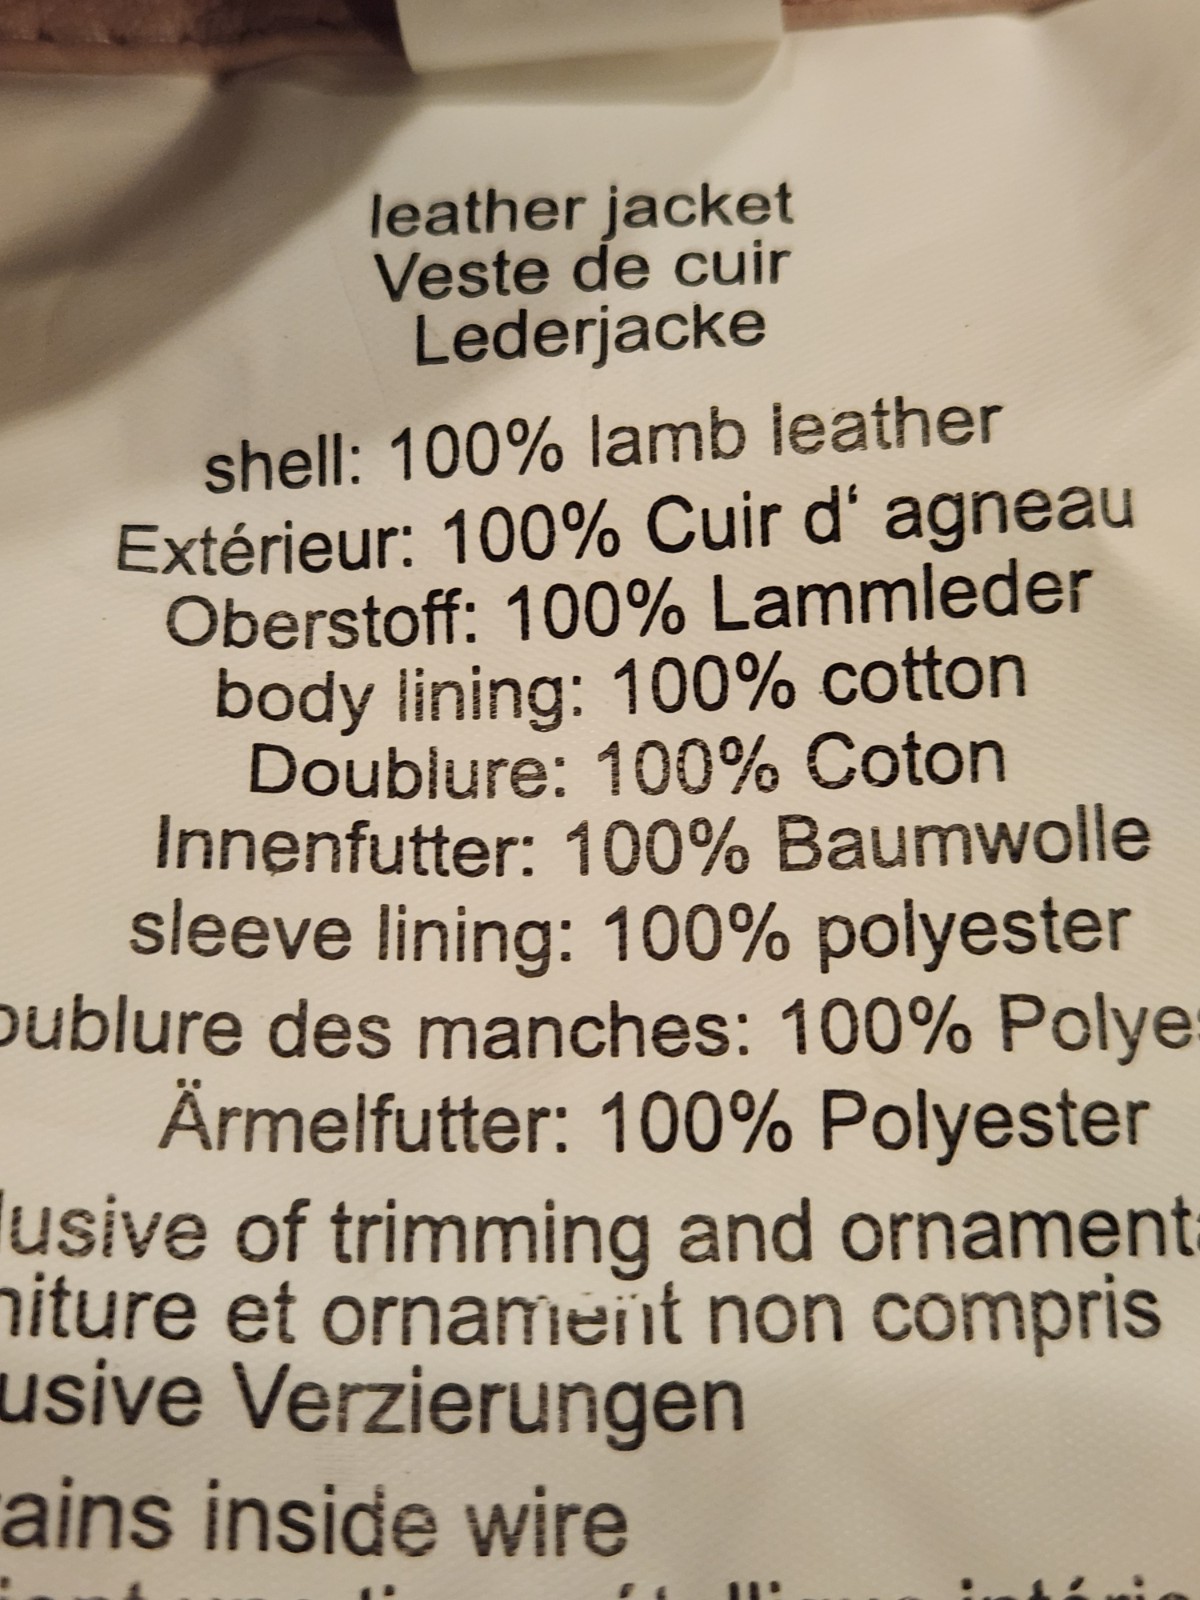 leather jacket
Veste de cuir
Lederjacke
shell: 100% lamb leather
Extérieur: 100% Cuir d‘ agneau
Oberstoff: 100% Lammleder
body lining: 100% cotton
Doublure: 100% Coton
Innenfutter: 100% Baumwolle
sleeve lining: 100% polyester
oublure des manches: 100% Polyes
Ärmelfutter: 100% Polyester
lusive of trimming and ornamenta
niture et ornament non compris
usive Verzierungen
ains inside wire